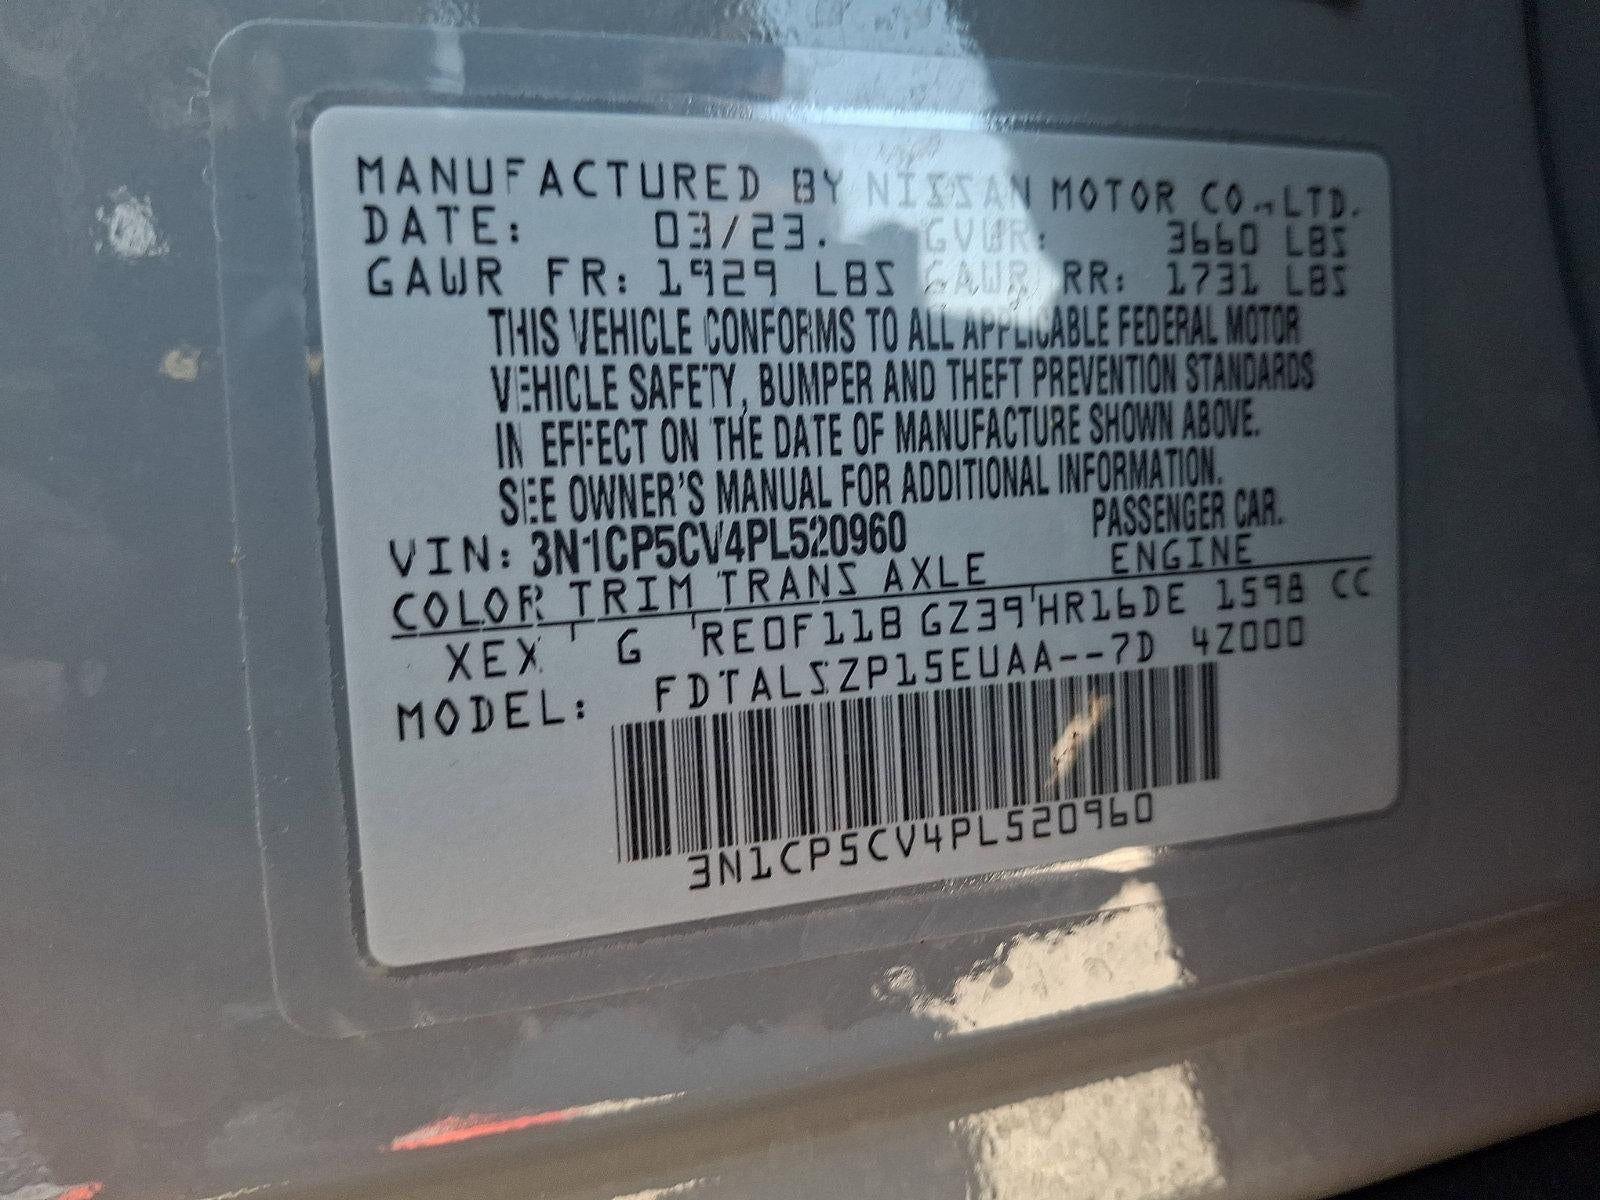 MANUFACTURED BY NISSAN MOTOR CO.,LTD.
DATE: 03/23. GVWR: 3660 LBS
GAWR FR: 1929 LBS GAWR RR: 1731 LBS
THIS VEHICLE CONFORMS TO ALL APPLICABLE FEDERAL MOTOR
VEHICLE SAFETY, BUMPER AND THEFT PREVENTION STANDARDS
IN EFFECT ON THE DATE OF MANUFACTURE SHOWN ABOVE.
SEE OWNER'S MANUAL FOR ADDITIONAL INFORMATION.
VIN: 3N1CP5CV4PL520960 PASSENGER CAR.
COLOR TRIM TRANS AXLE ENGINE
XEX G RE0F11B GZ39 HR16DE 1598 CC
MODEL: FDTALSZP15EUAA--7D 4Z000
3N1CP5CV4PL520960